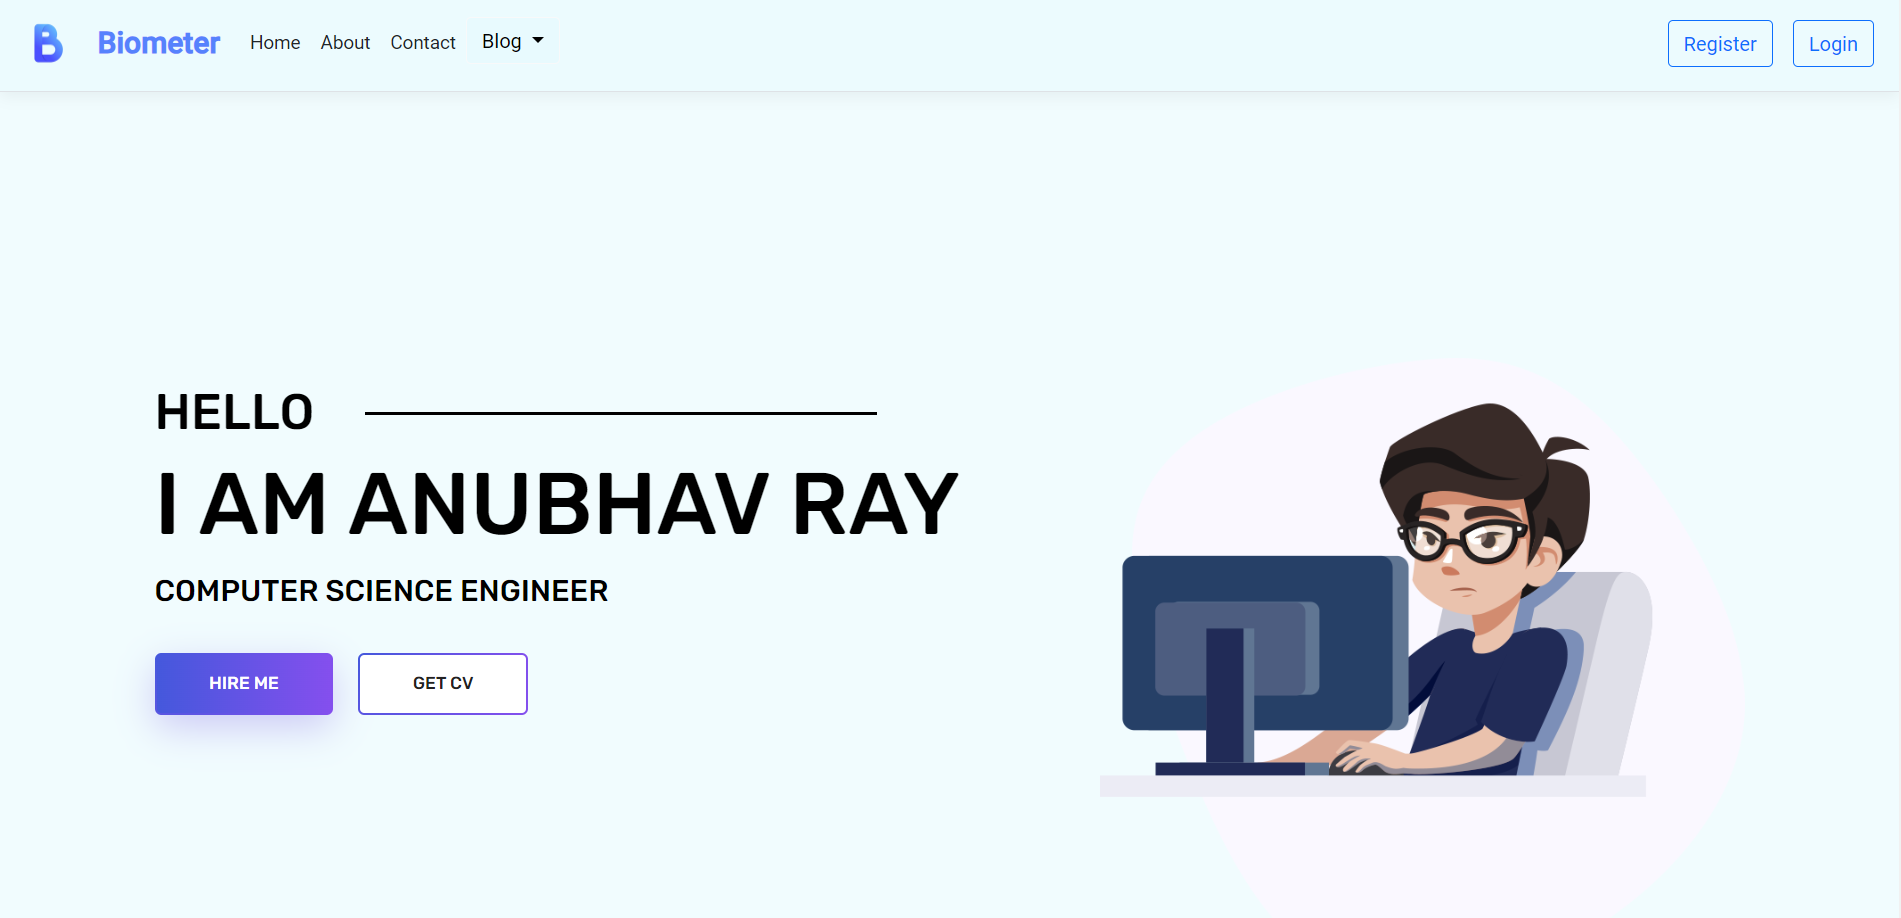 Biometer Home About Contact Blog Register Login
HELLO
I AM ANUBHAV RAY
COMPUTER SCIENCE ENGINEER
HIRE ME GET CV